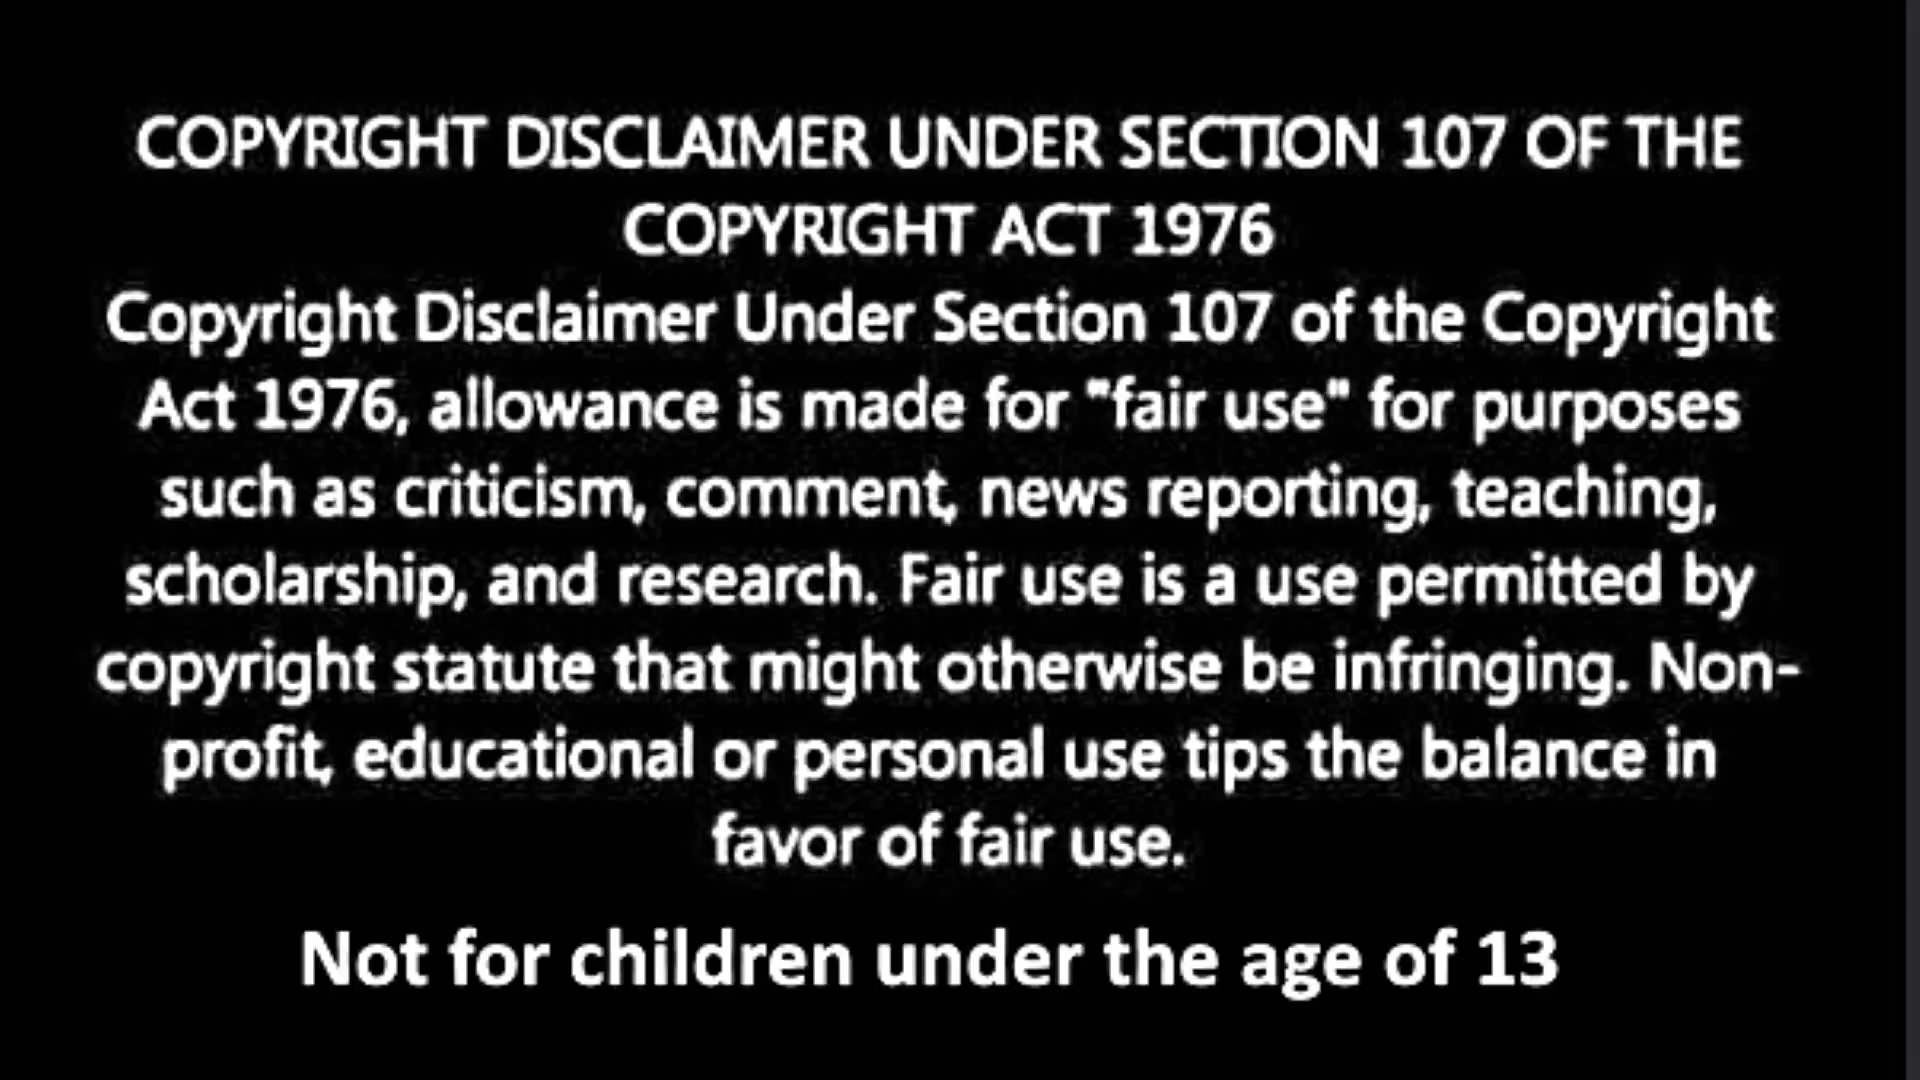 COPYRIGHT DISCLAIMER UNDER SECTION 107 OF THE
COPYRIGHT ACT 1976
Copyright Disclaimer Under Section 107 of the Copyright
Act 1976, allowance is made for "fair use" for purposes
such as criticism, comment, news reporting, teaching,
scholarship, and research. Fair use is a use permitted by
copyright statute that might otherwise be infringing. Non-
profit, educational or personal use tips the balance in
favor of fair use.
Not for children under the age of 13